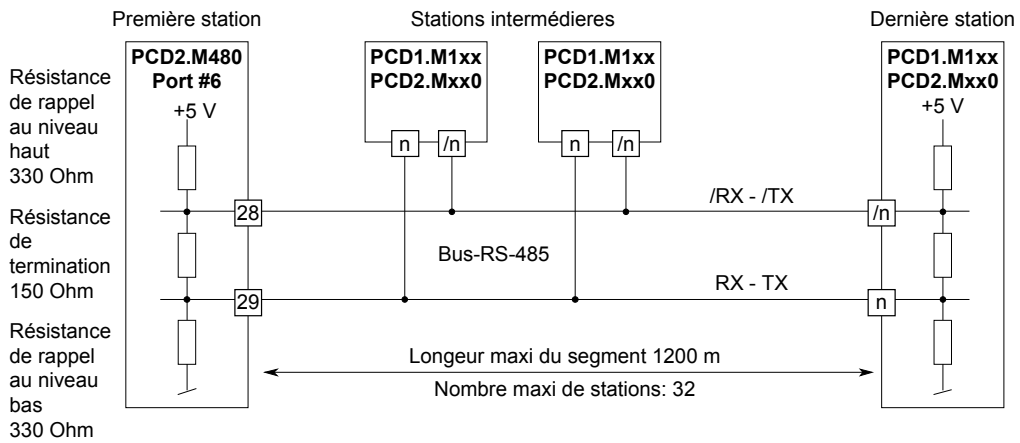 Première station
Stations intermédieres
Dernière station
PCD2.M480
Port #6
+5 V
PCD1.M1xx
PCD2.Mxx0
PCD1.M1xx
PCD2.Mxx0
PCD1.M1xx
PCD2.Mxx0
+5 V
Résistance
de rappel
au niveau
haut
330 Ohm
n
/n
n
/n
/RX - /TX
28
/n
Résistance
de
termination
150 Ohm
Bus-RS-485
RX - TX
29
n
Résistance
de rappel
au niveau
bas
330 Ohm
Longeur maxi du segment 1200 m
Nombre maxi de stations: 32